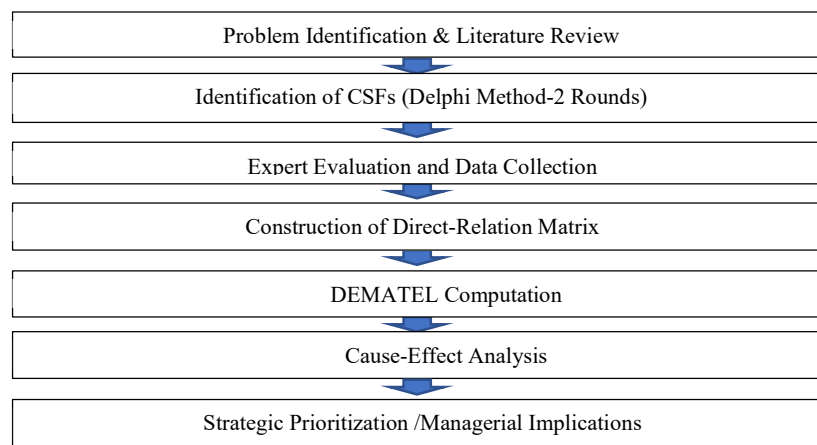 Problem Identification & Literature Review
Identification of CSFs (Delphi Method-2 Rounds)
Expert Evaluation and Data Collection
Construction of Direct-Relation Matrix
DEMATEL Computation
Cause-Effect Analysis
Strategic Prioritization /Managerial Implications